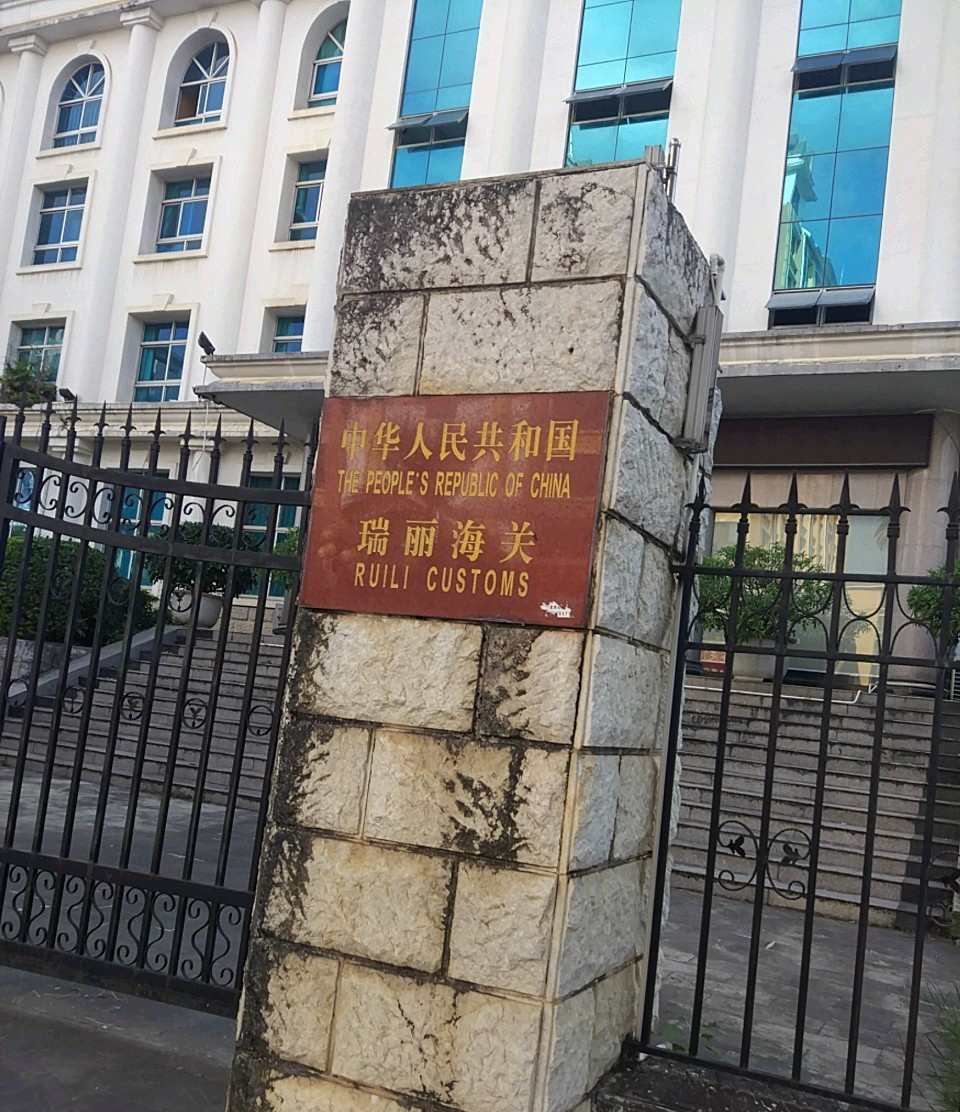 中华人民共和国
THE PEOPLE'S REPUBLIC OF CHINA
瑞丽海关
RUILI CUSTOMS